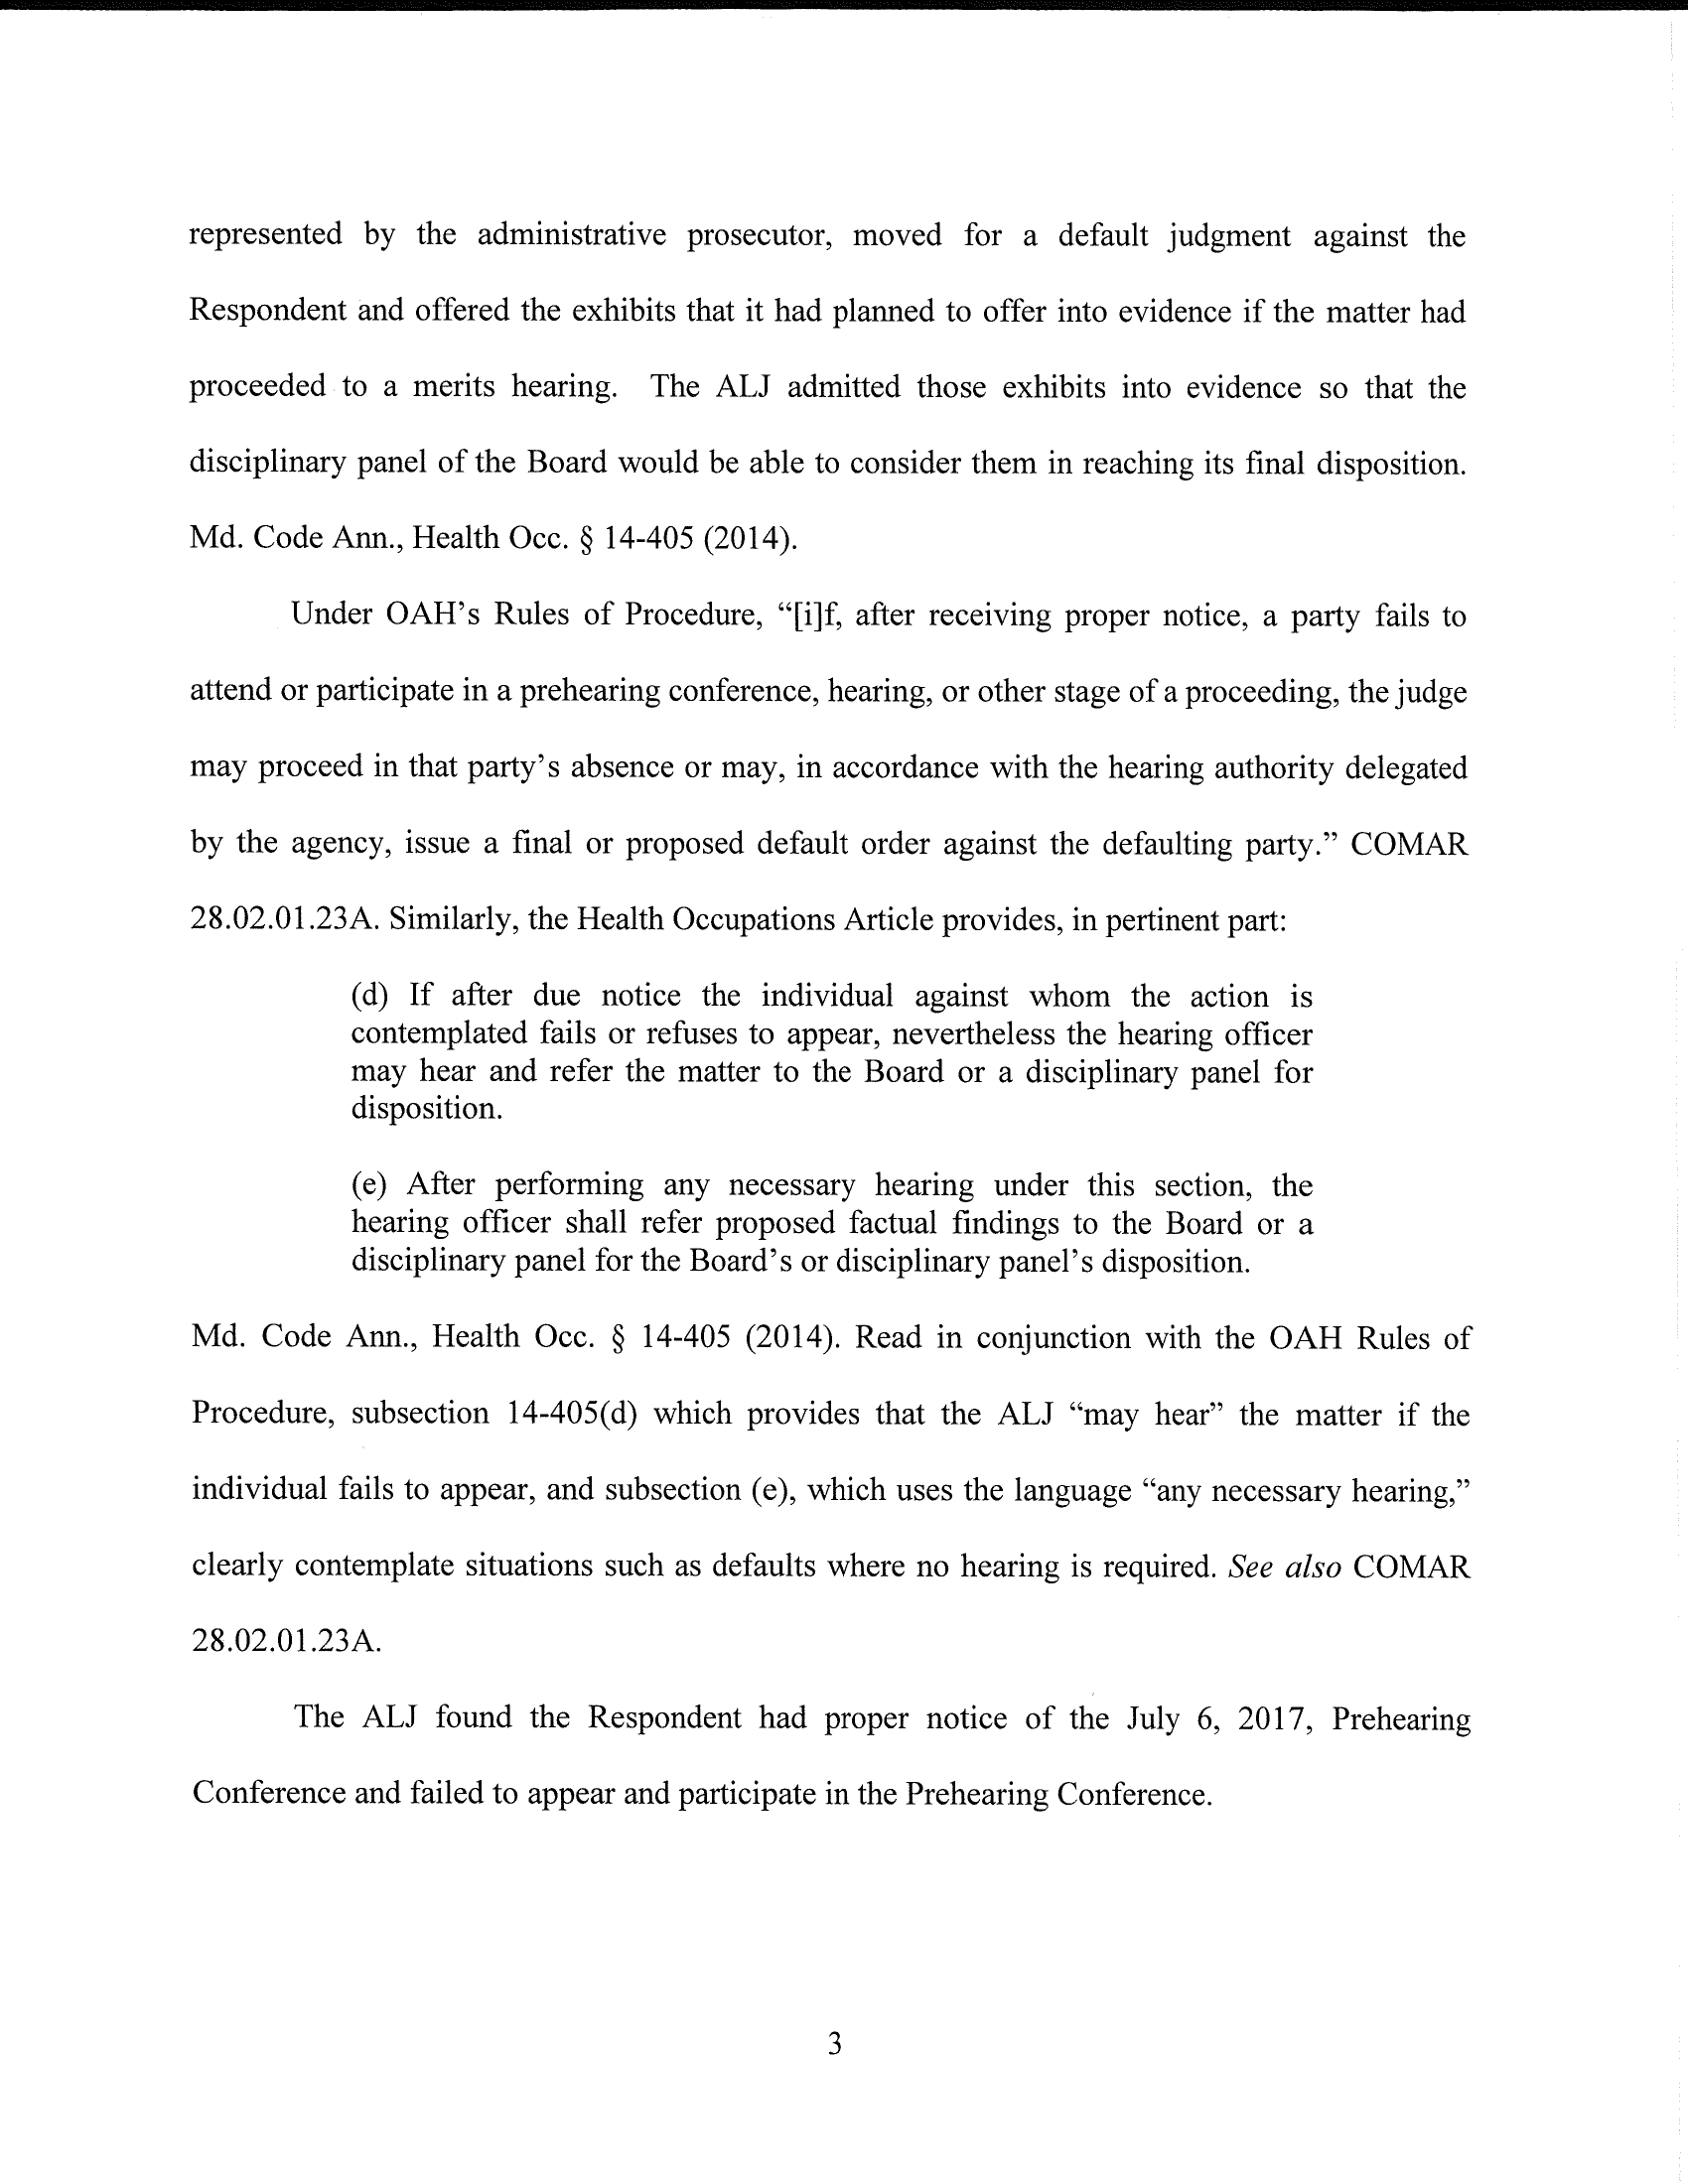 represented by the administrative prosecutor, moved for a default judgment against the
Respondent and offered the exhibits that it had planned to offer into evidence if the matter had
proceeded to a merits hearing. The ALJ admitted those exhibits into evidence so that the
disciplinary panel of the Board would be able to consider them in reaching its final disposition.
Md. Code Ann., Health Occ. § 14-405 (2014).
Under OAH’s Rules of Procedure, “[i]f, after receiving proper notice, a party fails to
attend or participate in a prehearing conference, hearing, or other stage of a proceeding, the judge
may proceed in that party’s absence or may, in accordance with the hearing authority delegated
by the agency, issue a final or proposed default order against the defaulting party.” COMAR
28.02.01.23A. Similarly, the Health Occupations Article provides, in pertinent part:
(d) If after due notice the individual against whom the action is
contemplated fails or refuses to appear, nevertheless the hearing officer
may hear and refer the matter to the Board or a disciplinary panel for
disposition.
(e) After performing any necessary hearing under this section, the
hearing officer shall refer proposed factual findings to the Board or a
disciplinary panel for the Board’s or disciplinary panel’s disposition.
Md. Code Ann., Health Occ. § 14-405 (2014). Read in conjunction with the OAH Rules of
Procedure, subsection 14-405(d) which provides that the ALJ “may hear” the matter if the
individual fails to appear, and subsection (e), which uses the language “any necessary hearing,”
clearly contemplate situations such as defaults where no hearing is required. See also COMAR
28.02.01.23A.
The ALJ found the Respondent had proper notice of the July 6, 2017, Prehearing
Conference and failed to appear and participate in the Prehearing Conference.
3